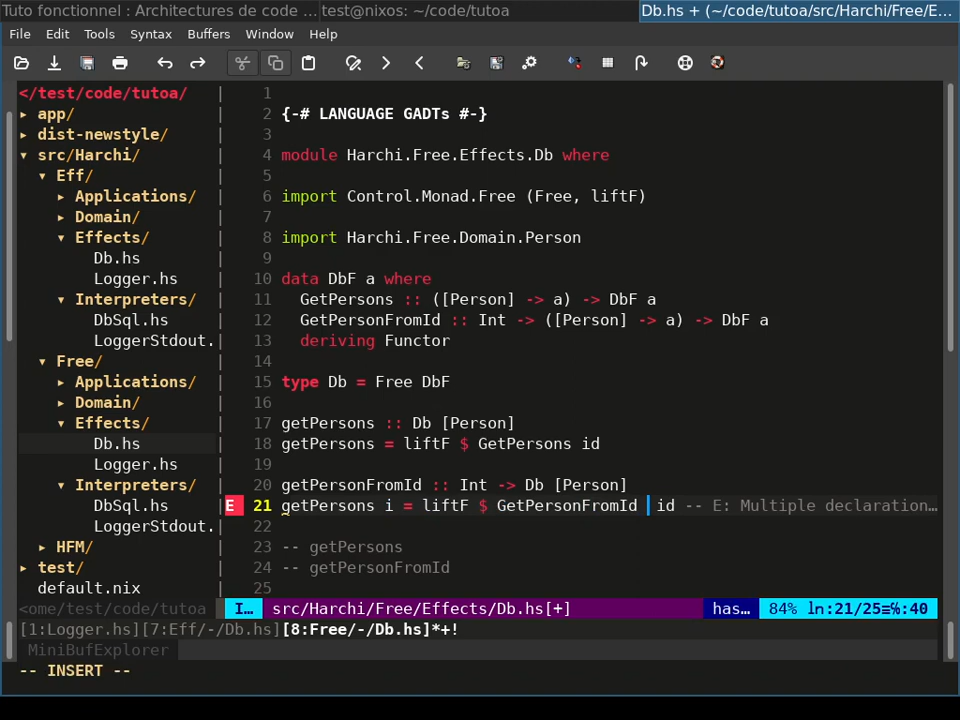 Tuto fonctionnel : Architectures de code ... test@nixos: ~/code/tutoa Db.hs + (~/code/tutoa/src/Harchi/Free/E...
File Edit Tools Syntax Buffers Window Help
</test/code/tutoa/
▸ app/
▸ dist-newstyle/
▾ src/Harchi/
▾ Eff/
▸ Applications/
▸ Domain/
▾ Effects/
Db.hs
Logger.hs
▾ Interpreters/
DbSql.hs
LoggerStdout.
▾ Free/
▸ Applications/
▸ Domain/
▾ Effects/
Db.hs
Logger.hs
▾ Interpreters/
DbSql.hs
LoggerStdout.
▸ HFM/
▸ test/
default.nix
<ome/test/code/tutoa
1
2 {-# LANGUAGE GADTs #-}
3
4 module Harchi.Free.Effects.Db where
5
6 import Control.Monad.Free (Free, liftF)
7
8 import Harchi.Free.Domain.Person
9
10 data DbF a where
11 GetPersons :: ([Person] -> a) -> DbF a
12 GetPersonFromId :: Int -> ([Person] -> a) -> DbF a
13 deriving Functor
14
15 type Db = Free DbF
16
17 getPersons :: Db [Person]
18 getPersons = liftF $ GetPersons id
19
20 getPersonFromId :: Int -> Db [Person]
E 21 getPersons i = liftF $ GetPersonFromId id -- E: Multiple declaration…
22
23 -- getPersons
24 -- getPersonFromId
25
I… src/Harchi/Free/Effects/Db.hs[+] has… 84% ln:21/25≡℅:40
[1:Logger.hs][7:Eff/-/Db.hs][8:Free/-/Db.hs]*+!
MiniBufExplorer
-- INSERT --